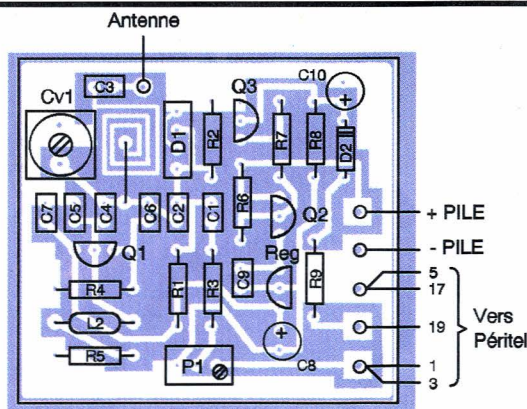 Antenne
C3
Q3
C10
Cv1
D1
R2
R7
R8
D2
C7
C5
C4
C6
C2
C1
R6
Q2
+ PILE
- PILE
Q1
Reg
5
17
R4
R1
R3
C9
R9
L2
19
Vers
Péritel
R5
P1
C8
1
3